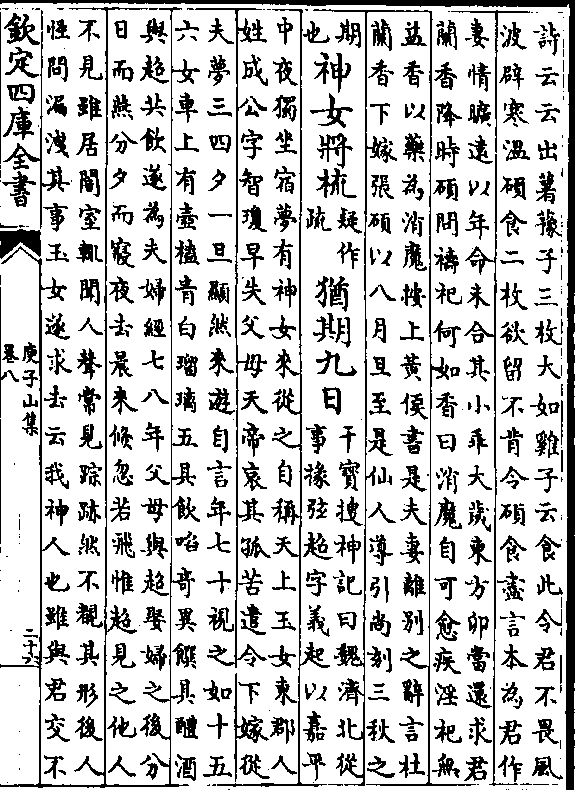 詩云云出薯蕷子三枚大如雞子云食此令君不畏風
波辟寒溫碩食二枚欲留不肯令碩食盡言本為君作
妻情曠遠以年命未合其小乖大歲東方卯當還求君
蘭香降時碩問禱祀何如香曰消魔自可愈疾淫祀無
益香以藥為消魔按上黃便書是夫妻離別之辭言杜
蘭香下嫁張碩以八月旦至是仙人導引尚刻三秋之
期
也
神女將梳
疑作
疏
猶期九日
干寶搜神記曰魏濟北從
事掾弦超字義起以嘉平
中夜獨坐宿夢有神女來從之自稱天上玉女東郡人
姓成公字智瓊早失父母天帝哀其孤苦遣令下嫁從
夫夢三四夕一旦顯然來遊自言年七十視之如十五
六女車上有壺榼青白瑠璃五具飲啗奇異饌具醴酒
與超共飲遂為夫婦經七八年父母與超娶婦之後分
日而燕分夕而寢夜去晨來倏忽若飛惟超見之他人
不見雖居闇室輒聞人聲常見踪跡然不覩其形後人
怪問漏洩其事玉女遂求去云我神人也雖與君交不
欽定四庫全書
庾子山集
卷八
二十六